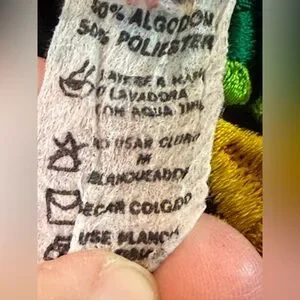 50% ALGODON
50% POLIESTER
LAVESE A MANO
O LAVADORA
CON AGUA TIBIA
NO USAR CLORO
NI
BLANQUEADOR
SECAR COLGADO
USE PLANCHA